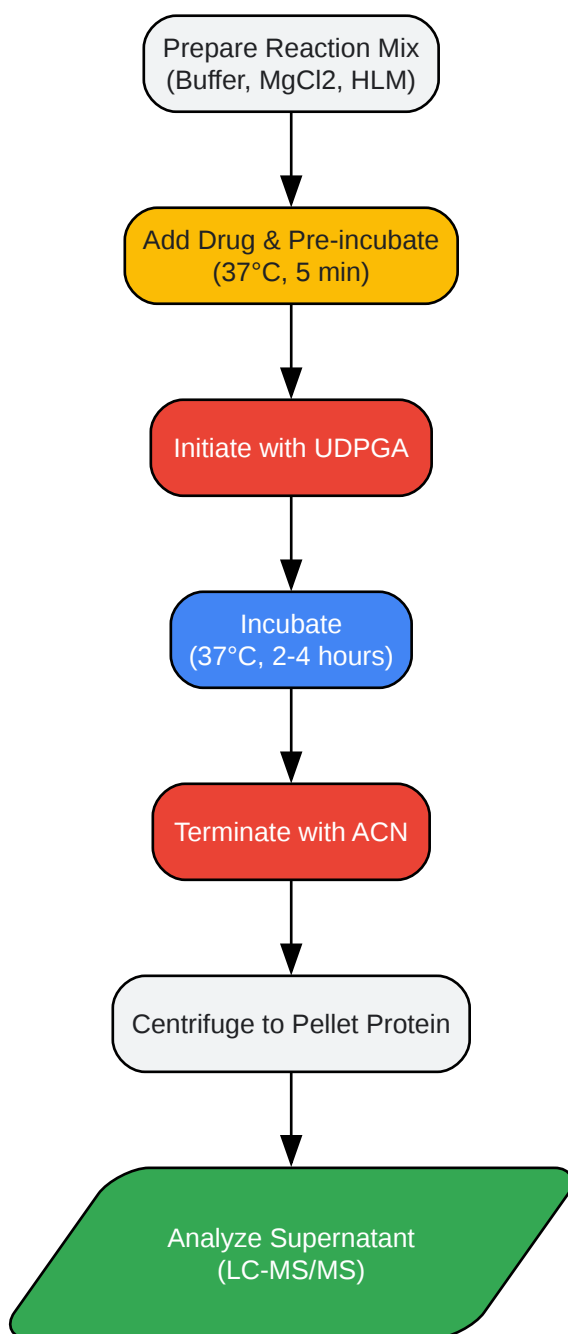 Prepare Reaction Mix
(Buffer, MgCl2, HLM)
Add Drug & Pre-incubate
(37°C, 5 min)
Initiate with UDPGA
Incubate
(37°C, 2-4 hours)
Terminate with ACN
Centrifuge to Pellet Protein
Analyze Supernatant
(LC-MS/MS)